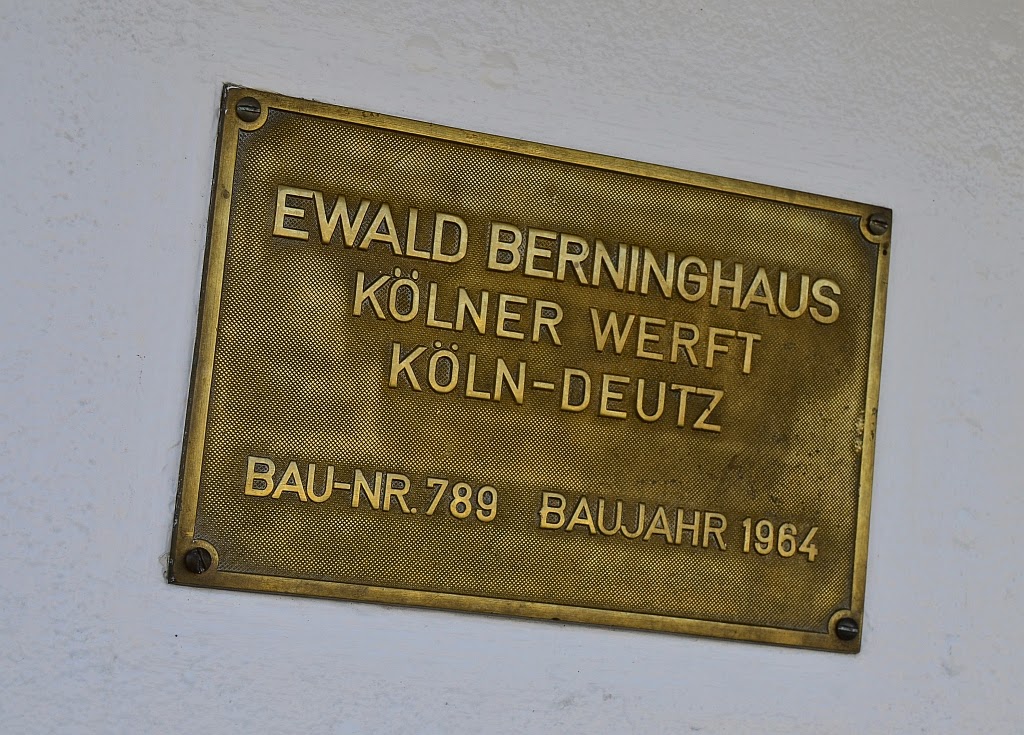 EWALD BERNINGHAUS
KÖLNER WERFT
KÖLN-DEUTZ
BAU-NR. 789 BAUJAHR 1964